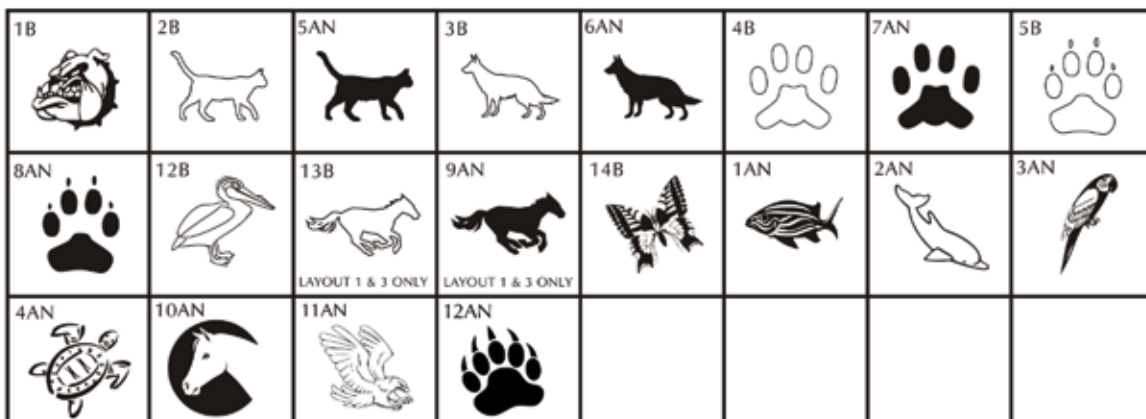 1B
2B
5AN
3B
6AN
4B
7AN
5B
8AN
12B
13B
LAYOUT 1 & 3 ONLY
9AN
LAYOUT 1 & 3 ONLY
14B
1AN
2AN
3AN
4AN
10AN
11AN
12AN